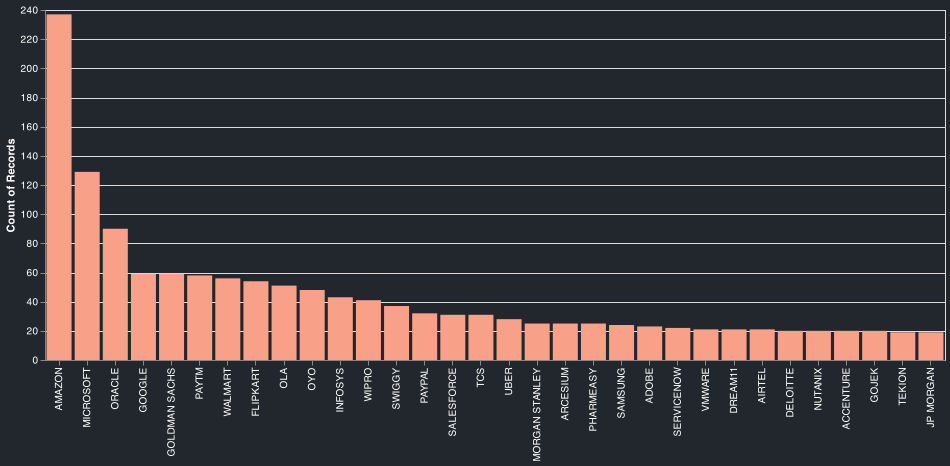 240
220
200
180
160
140
120
100
80
60
40
20
0
Count of Records
AMAZON
MICROSOFT
ORACLE
GOOGLE
GOLDMAN SACHS
PAYTM
WALMART
FLIPKART
OLA
OYO
INFOSYS
WIPRO
SWIGGY
PAYPAL
SALESFORCE
TCS
UBER
MORGAN STANLEY
ARCESIUM
PHARMEASY
SAMSUNG
ADOBE
SERVICENOW
VMWARE
DREKM11
AIRTEL
DELOITTE
NUTANIX
ACCENTURE
GOJEK
TEKION
JP MORGAN